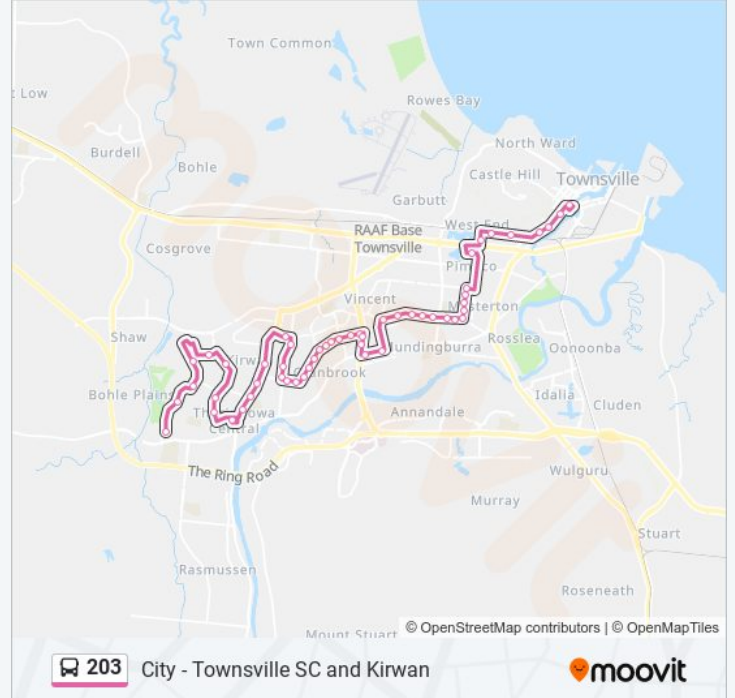 Town Common
t Low
Rowes Bay
Burdell
Bohle
North Ward
Castle Hill
Townsville
Garbutt
West End
RAAF Base
Townsville
Cosgrove
Pimlico
Vincent
Mysterton
Shaw
Kirwan
Mundingburra
Rosslea
Oonoonba
Cranbrook
Bohle Plains
Idalia
Cluden
Annandale
Central
The Ring Road
Wulguru
Murray
Stuart
Rasmussen
Roseneath
© OpenStreetMap contributors | © OpenMapTiles
Mount Stuart
203
City - Townsville SC and Kirwan
moovit